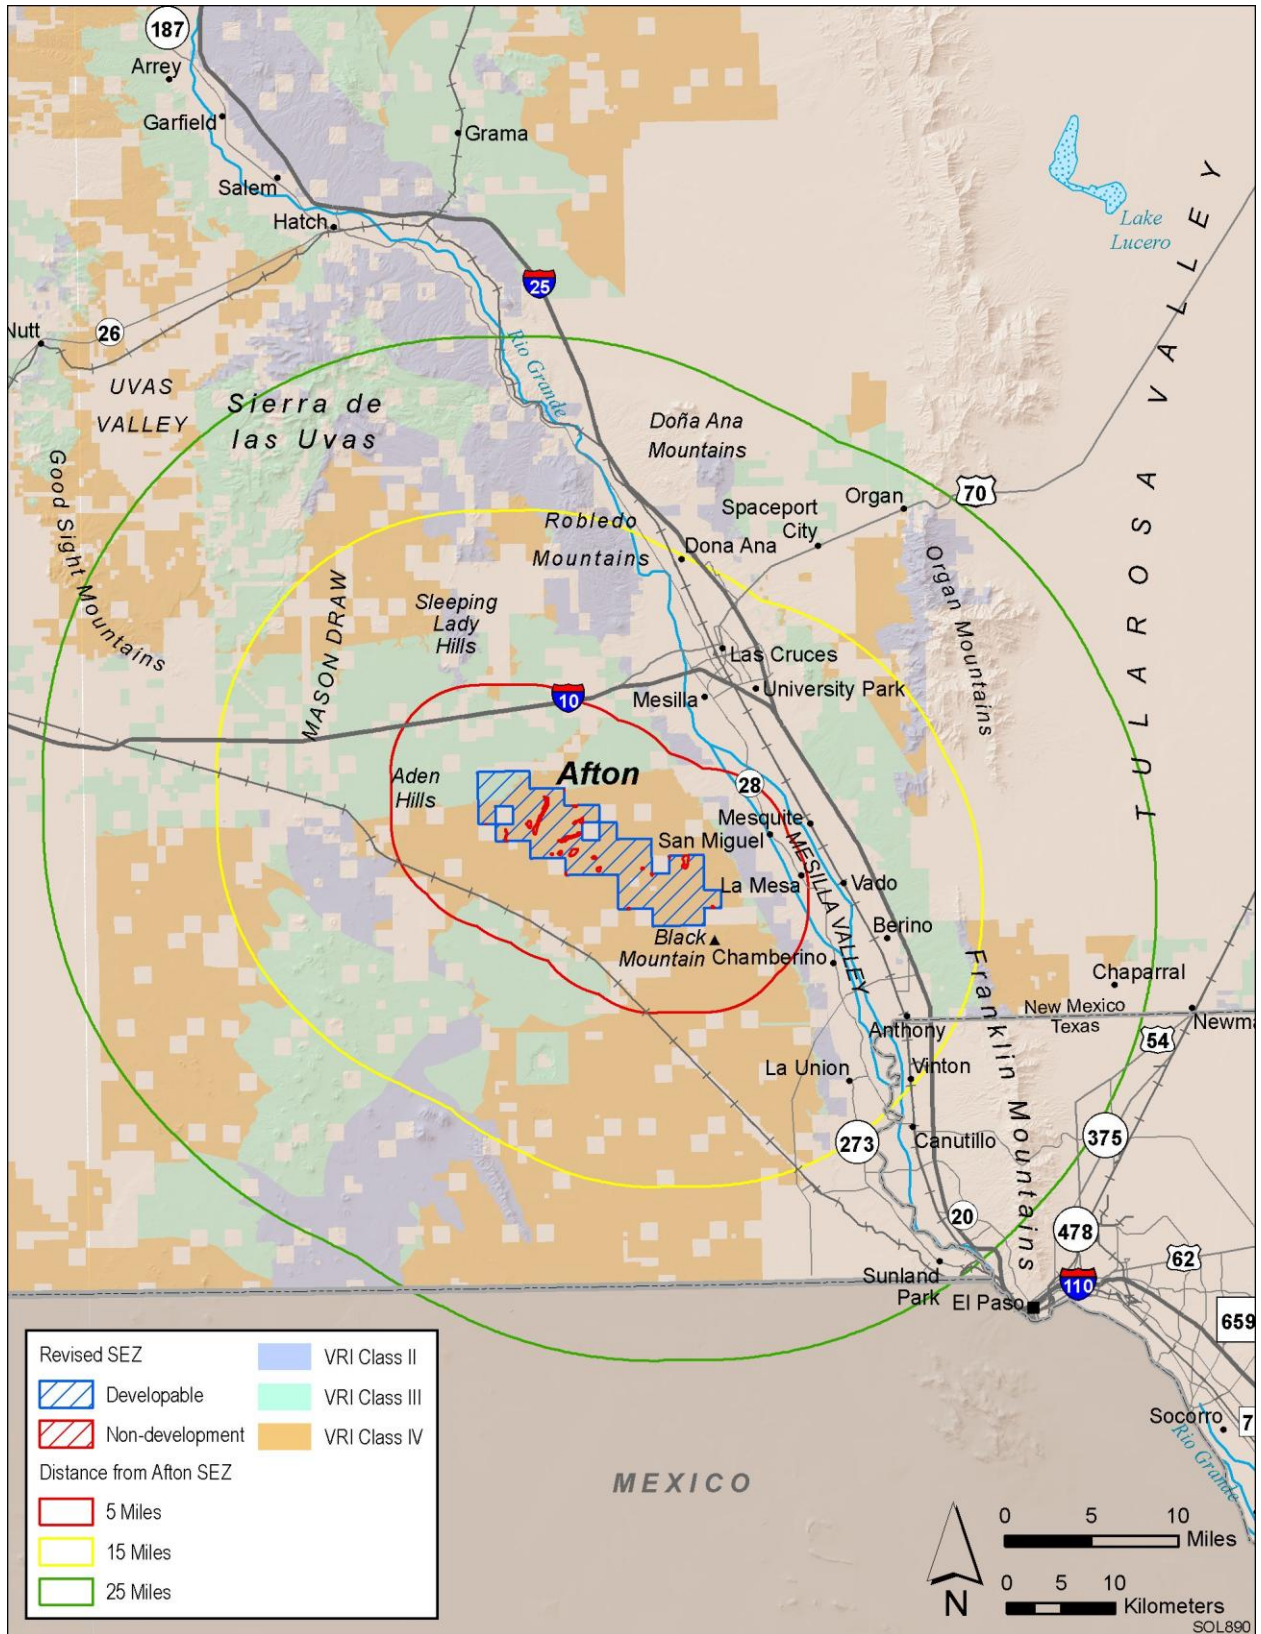 187
Arrey
Garfield
Grama
Salem
Hatch
Lake
Lucero
25
26
Nutt
Rio Grande
UVAS
VALLEY
Sierra de
las Uvas
Doña Ana
Mountains
TULAROSA VALLEY
Good Sight Mountains
70
Organ
Spaceport
City
Robledo
Mountains
Dona Ana
Organ Mountains
MASON DRAW
Sleeping
Lady
Hills
Las Cruces
University Park
Mesilla
10
Afton
Aden
Hills
28
Mesquite
San Miguel
MESILLA VALLEY
La Mesa
Vado
Berino
Black
Mountain
Chamberino
Franklin Mountains
Chaparral
New Mexico
Texas
Newma
Anthony
54
La Union
Vinton
273
Canutillo
375
20
478
62
Sunland
Park
El Paso
110
659
Socorro
7
Rio Grande
MEXICO
Revised SEZ
Developable
Non-development
Distance from Afton SEZ
5 Miles
15 Miles
25 Miles
VRI Class II
VRI Class III
VRI Class IV
N
0 5 10
Miles
0 5 10
Kilometers
SOL890